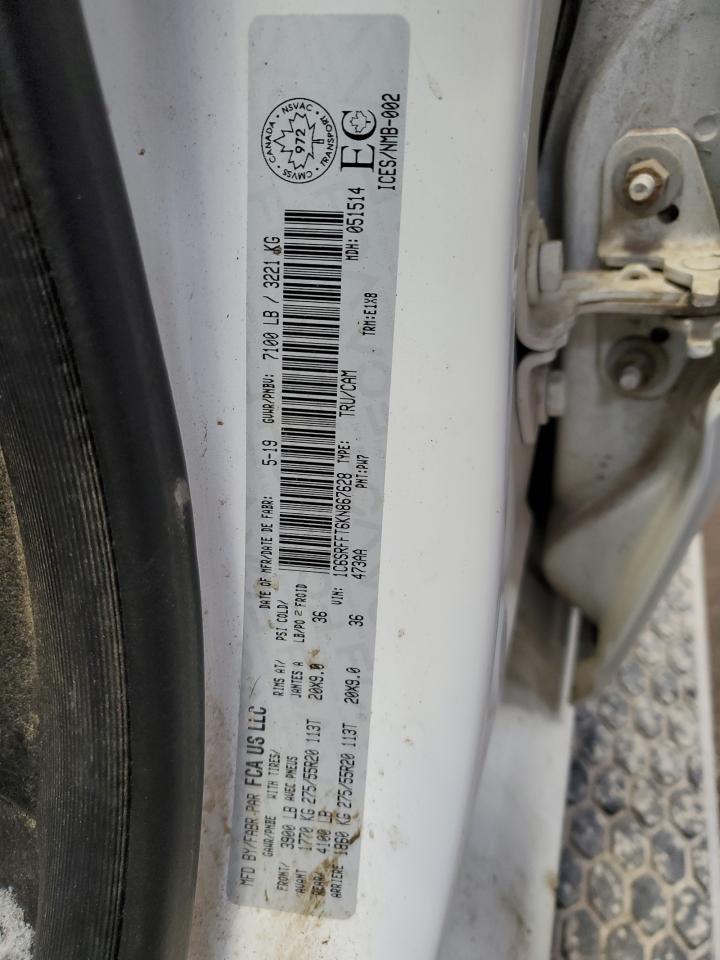 MFD BY/FABR PAR FCA US LLC
DATE OF MFR/DATE DE FABR: 5-19 GVWR/PNBV: 7100 LB / 3221 KG
GAWR/PNBE WITH TIRES/ RIMS AT/ PSI COLD/
AVEC PNEUS JANTES A LB/PO 2 FROID
FRONT/ 3900 LB
AVANT 1770 KG 275/55R20 113T 20X9.0 36
REAR/ 4100 LB
ARRIERE 1860 KG 275/55R20 113T 20X9.0 36
VIN: 1C6SRFFT6KN867628 TYPE: TRU/CAM MDH: 051514
473AA PNT:PW7 TRM:E1X8
CANADA NSVAC TRANSPORT CMVSS
972
EC
ICES/NMB-002